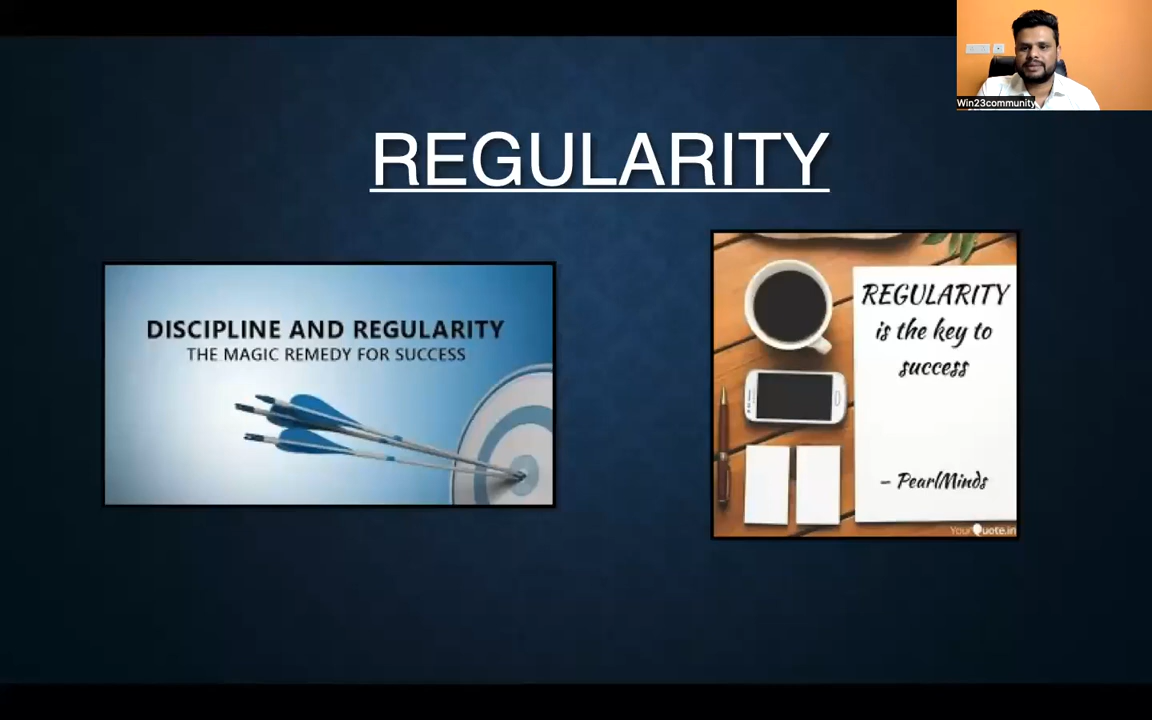 Win23community
REGULARITY
DISCIPLINE AND REGULARITY
THE MAGIC REMEDY FOR SUCCESS
REGULARITY
is the key to
success
- PearlMinds
YourQuote.in